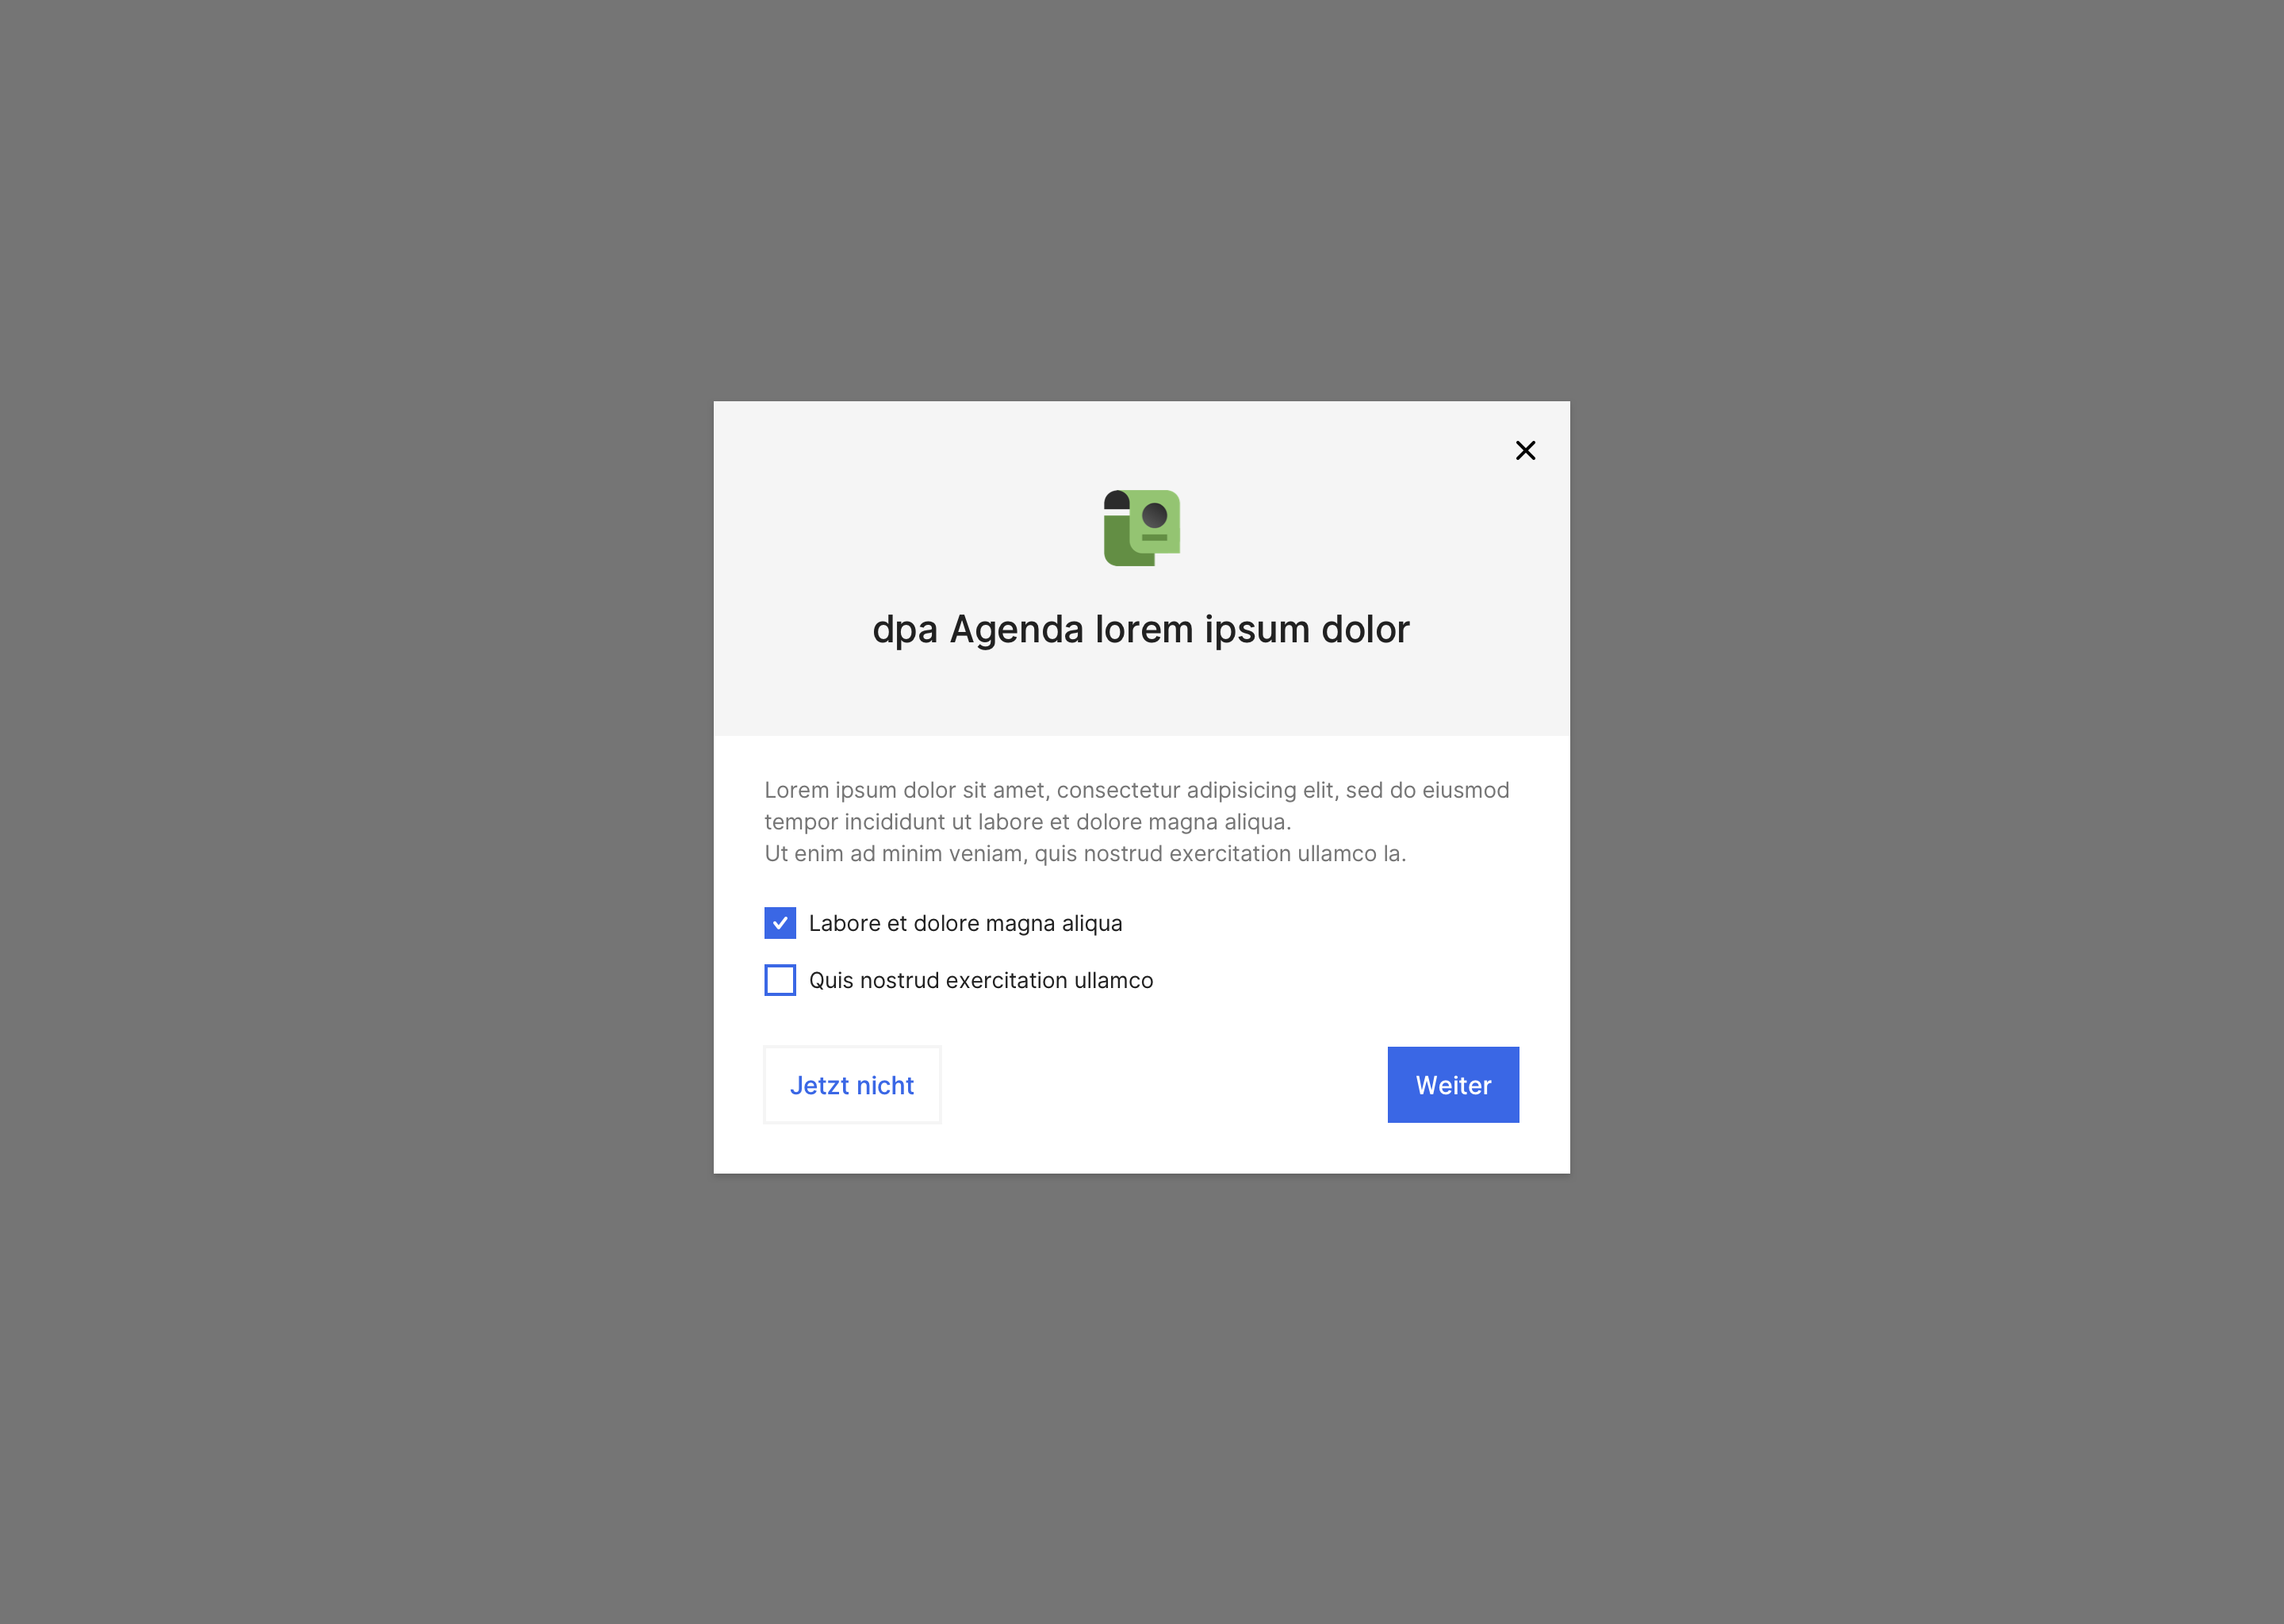 dpa Agenda lorem ipsum dolor
Lorem ipsum dolor sit amet, consectetur adipisicing elit, sed do eiusmod
tempor incididunt ut labore et dolore magna aliqua.
Ut enim ad minim veniam, quis nostrud exercitation ullamco la.
Labore et dolore magna aliqua
Quis nostrud exercitation ullamco
Jetzt nicht
Weiter